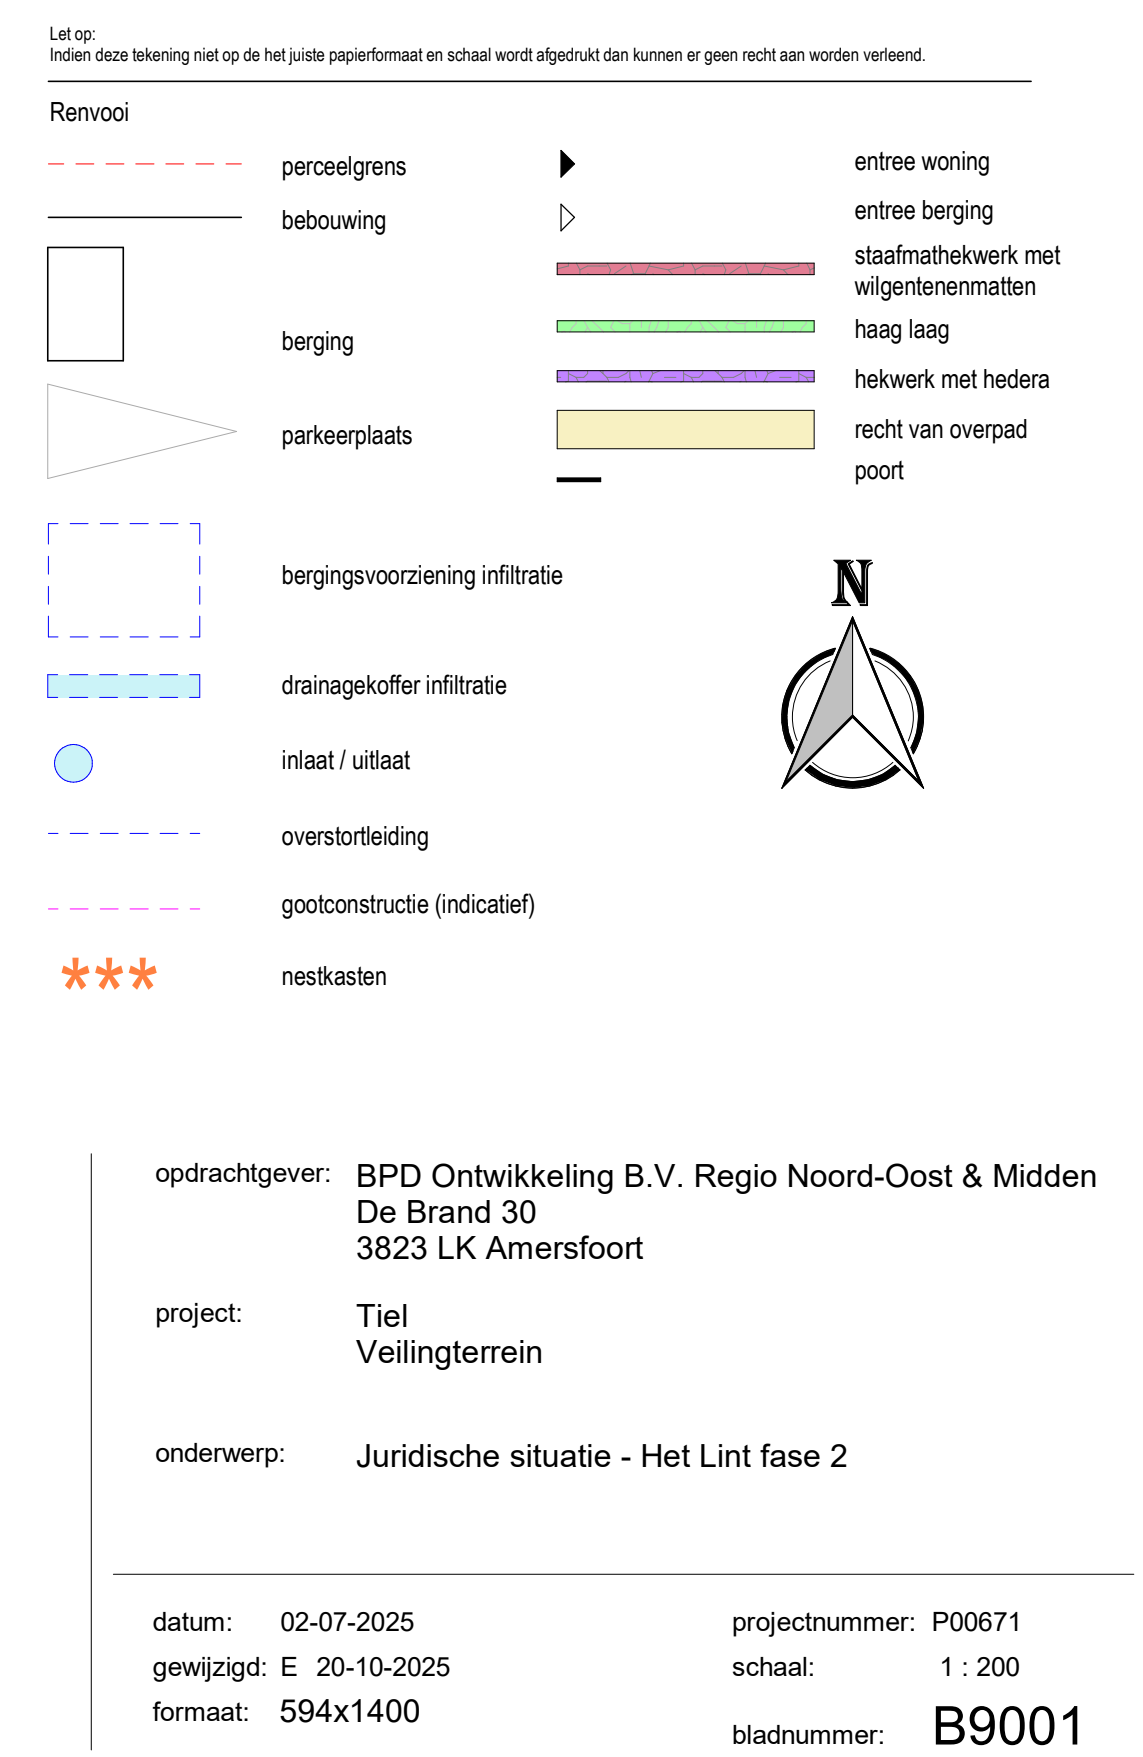 Let op:
Indien deze tekening niet op de het juiste papierformaat en schaal wordt afgedrukt dan kunnen er geen recht aan worden verleend.
Renvooi
perceelgrens
bebouwing
berging
parkeerplaats
bergingsvoorziening infiltratie
drainagekoffer infiltratie
inlaat / uitlaat
overstortleiding
gootconstructie (indicatief)
*** nestkasten
entree woning
entree berging
staafmathekwerk met
wilgentenenmatten
haag laag
hekwerk met hedera
recht van overpad
poort
N
opdrachtgever: BPD Ontwikkeling B.V. Regio Noord-Oost & Midden
De Brand 30
3823 LK Amersfoort
project: Tiel
Veilingterrein
onderwerp: Juridische situatie - Het Lint fase 2
datum: 02-07-2025
gewijzigd: E 20-10-2025
formaat: 594x1400
projectnummer: P00671
schaal: 1 : 200
bladnummer: B9001